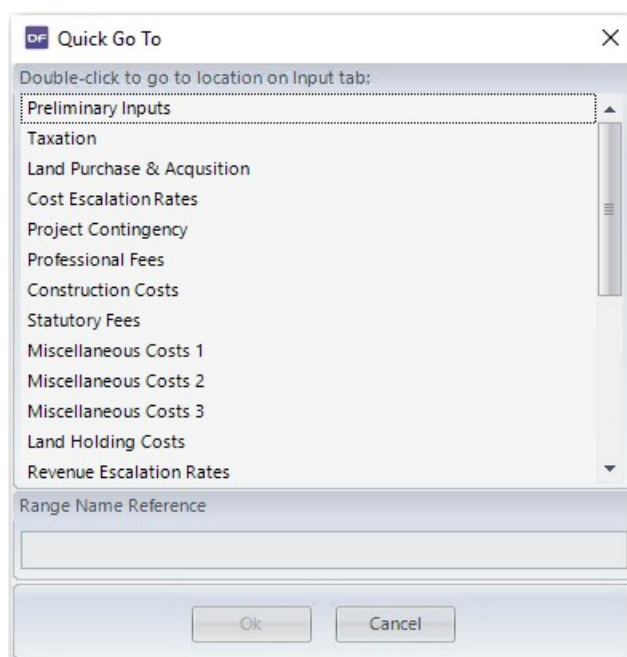 DF Quick Go To
Double-click to go to location on Input tab:
Preliminary Inputs
Taxation
Land Purchase & Acqusition
Cost Escalation Rates
Project Contingency
Professional Fees
Construction Costs
Statutory Fees
Miscellaneous Costs 1
Miscellaneous Costs 2
Miscellaneous Costs 3
Land Holding Costs
Revenue Escalation Rates
Range Name Reference
Ok Cancel